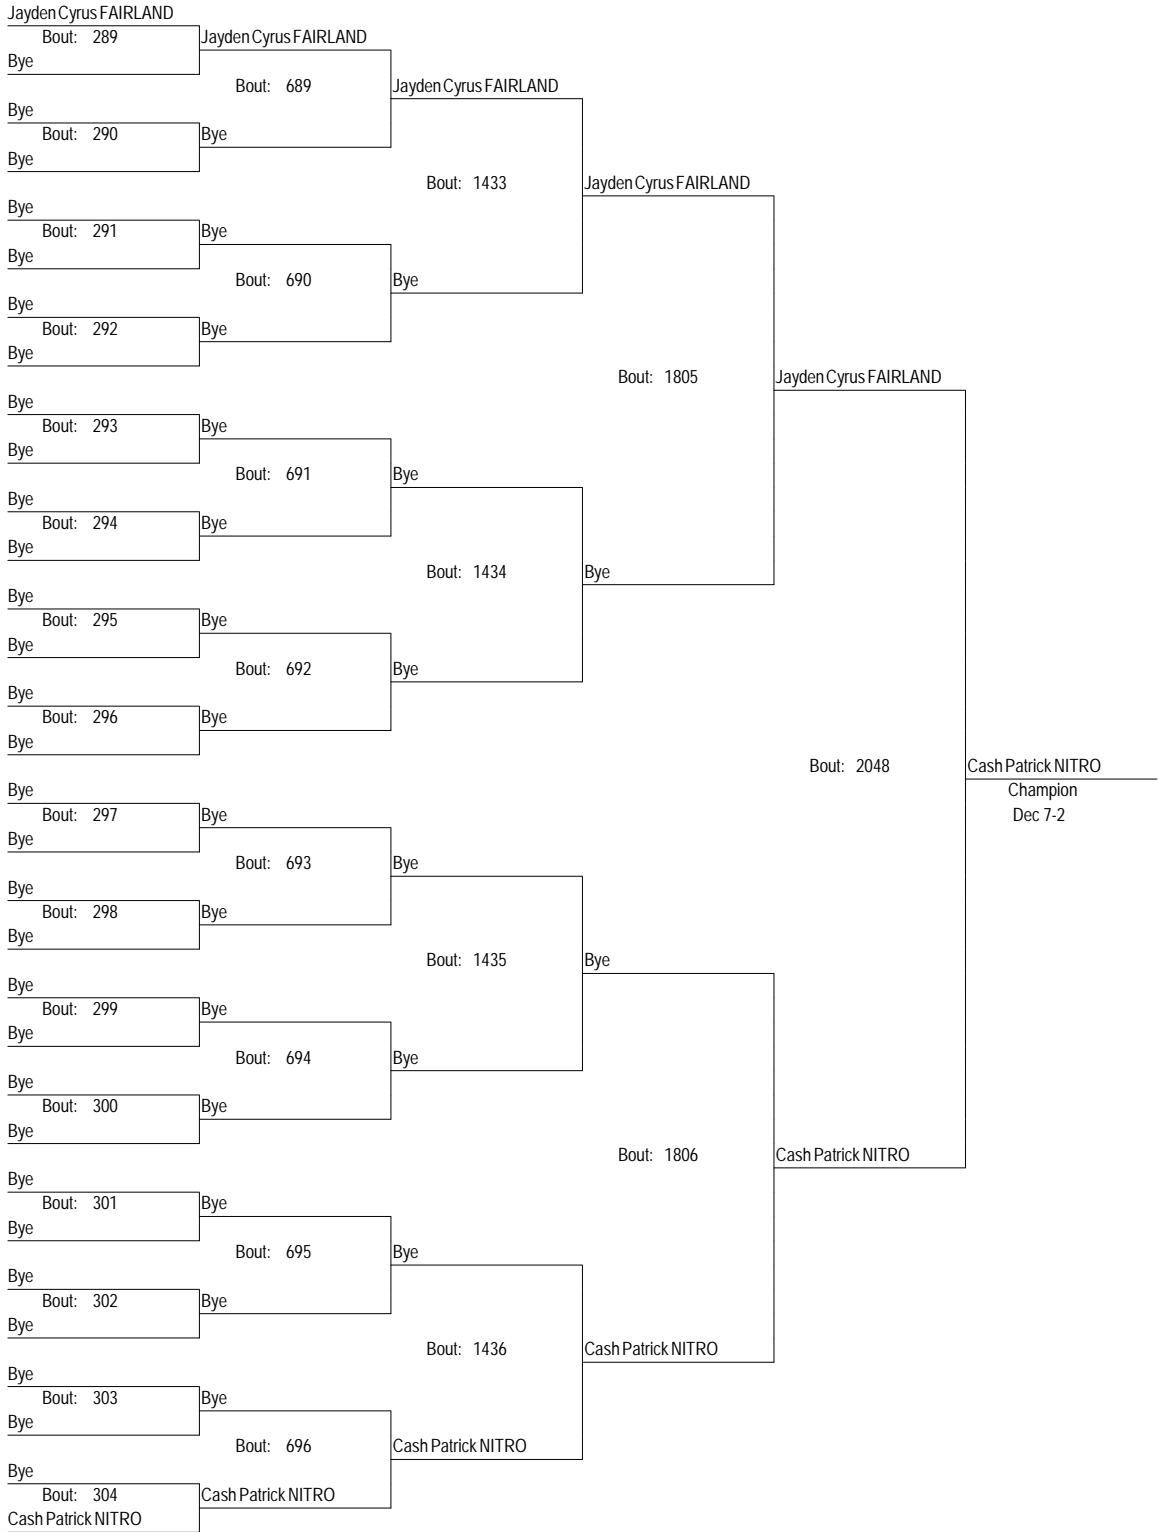 Jayden Cyrus FAIRLAND
Bout: 289
Jayden Cyrus FAIRLAND
Bye
Bout: 689
Jayden Cyrus FAIRLAND
Bye
Bout: 290
Bye
Bye
Bout: 1433
Jayden Cyrus FAIRLAND
Bye
Bout: 291
Bye
Bye
Bout: 690
Bye
Bye
Bout: 292
Bye
Bye
Bout: 1805
Jayden Cyrus FAIRLAND
Bye
Bout: 293
Bye
Bye
Bout: 691
Bye
Bye
Bout: 294
Bye
Bye
Bout: 1434
Bye
Bye
Bout: 295
Bye
Bye
Bout: 692
Bye
Bye
Bout: 296
Bye
Bye
Bout: 2048
Cash Patrick NITRO
Champion
Dec 7-2
Bye
Bout: 297
Bye
Bye
Bout: 693
Bye
Bye
Bout: 298
Bye
Bye
Bout: 1435
Bye
Bye
Bout: 299
Bye
Bye
Bout: 694
Bye
Bye
Bout: 300
Bye
Bye
Bout: 1806
Cash Patrick NITRO
Bye
Bout: 301
Bye
Bye
Bout: 695
Bye
Bye
Bout: 302
Bye
Bye
Bout: 1436
Cash Patrick NITRO
Bye
Bout: 303
Bye
Bye
Bout: 696
Cash Patrick NITRO
Bye
Bout: 304
Cash Patrick NITRO
Cash Patrick NITRO